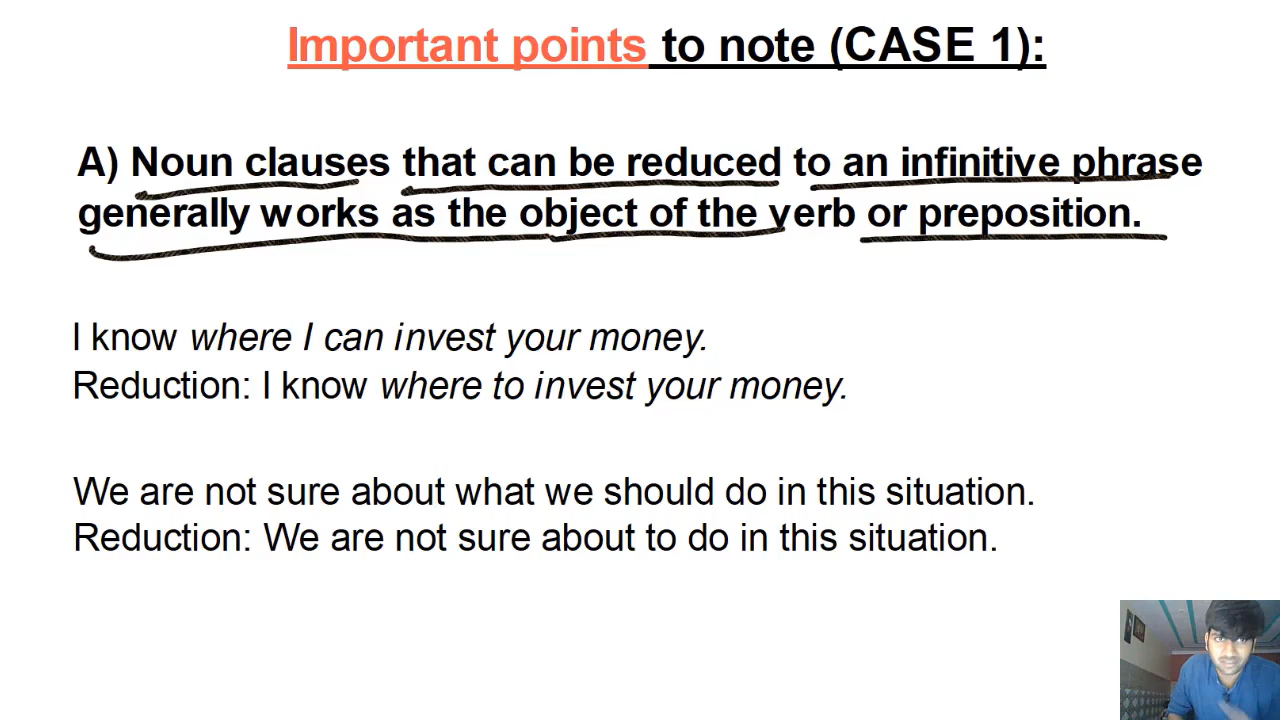 Important points to note (CASE 1):
A) Noun clauses that can be reduced to an infinitive phrase
generally works as the object of the verb or preposition.
I know where I can invest your money.
Reduction: I know where to invest your money.
We are not sure about what we should do in this situation.
Reduction: We are not sure about to do in this situation.